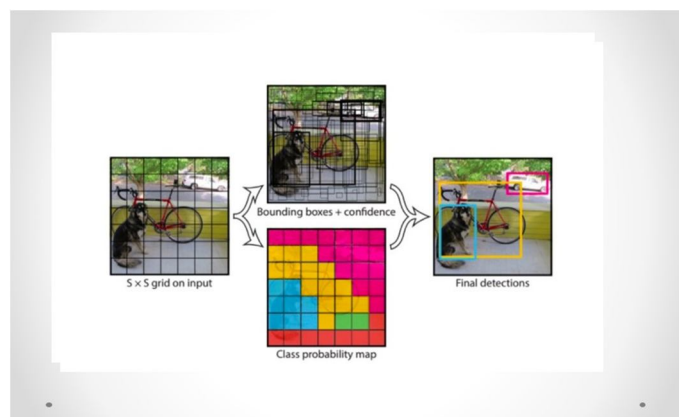 Bounding boxes + confidence
S × S grid on input
Final detections
Class probability map